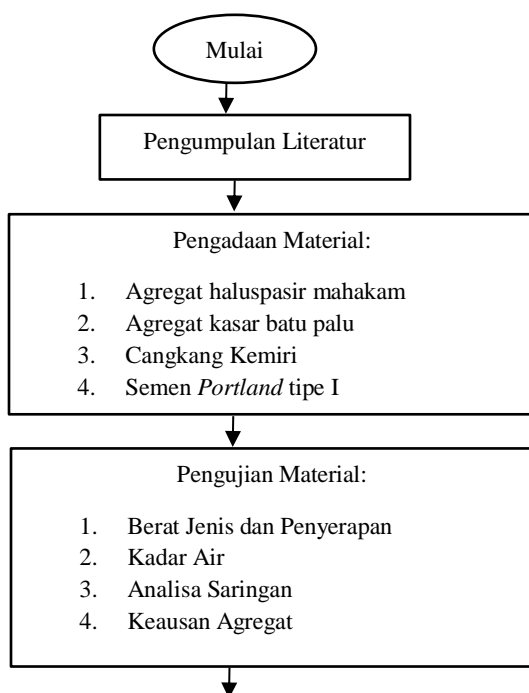 Mulai
Pengumpulan Literatur
Pengadaan Material:
1. Agregat haluspasir mahakam
2. Agregat kasar batu palu
3. Cangkang Kemiri
4. Semen Portland tipe I
Pengujian Material:
1. Berat Jenis dan Penyerapan
2. Kadar Air
3. Analisa Saringan
4. Keausan Agregat